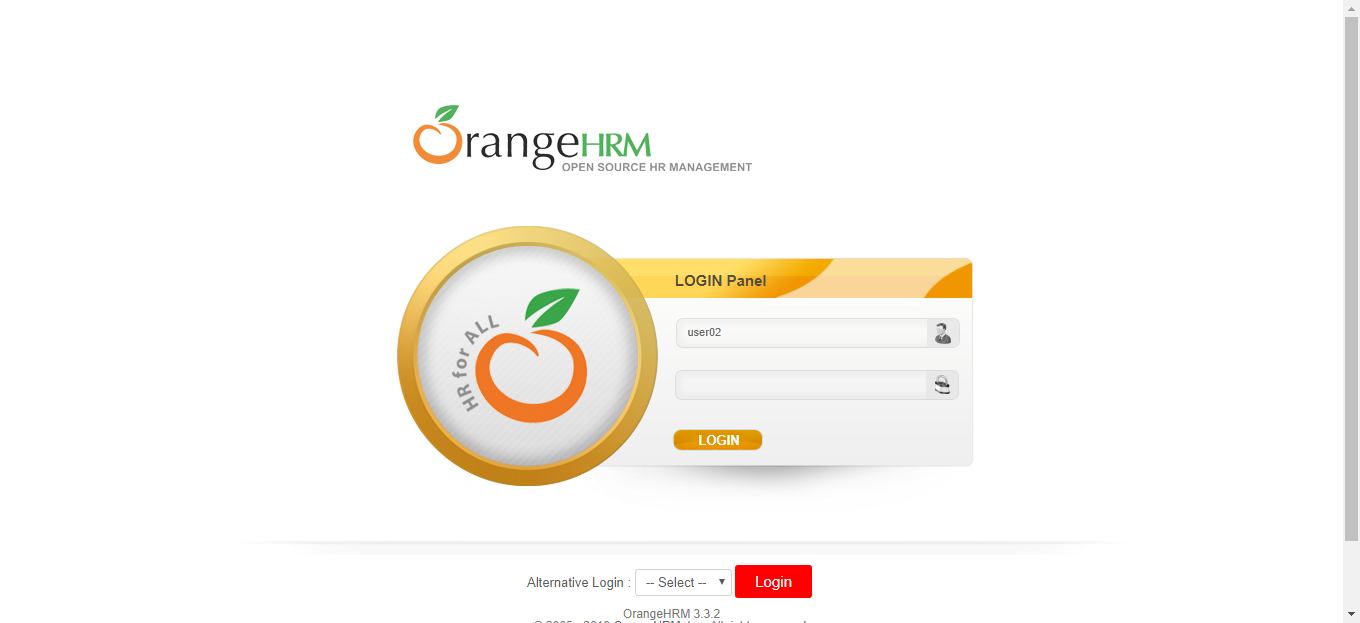 OrangeHRM
OPEN SOURCE HR MANAGEMENT
HR for ALL
LOGIN Panel
user02
LOGIN
Alternative Login : -- Select -- Login
OrangeHRM 3.3.2